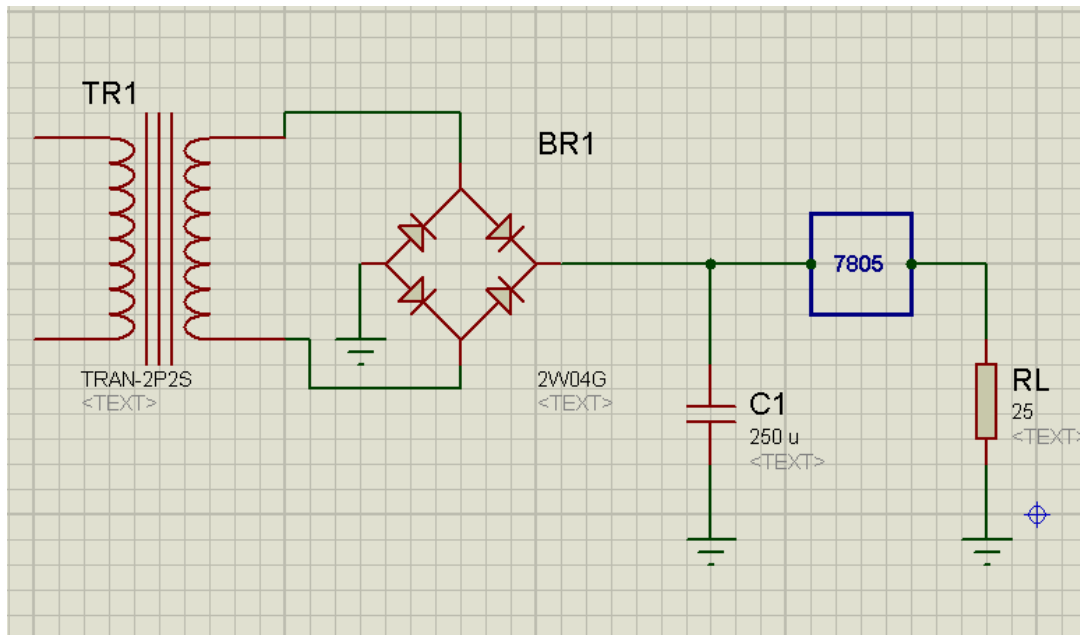 TR1
TRAN-2P2S
<TEXT>
BR1
2W04G
<TEXT>
7805
C1
250 u
<TEXT>
RL
25
<TEXT>